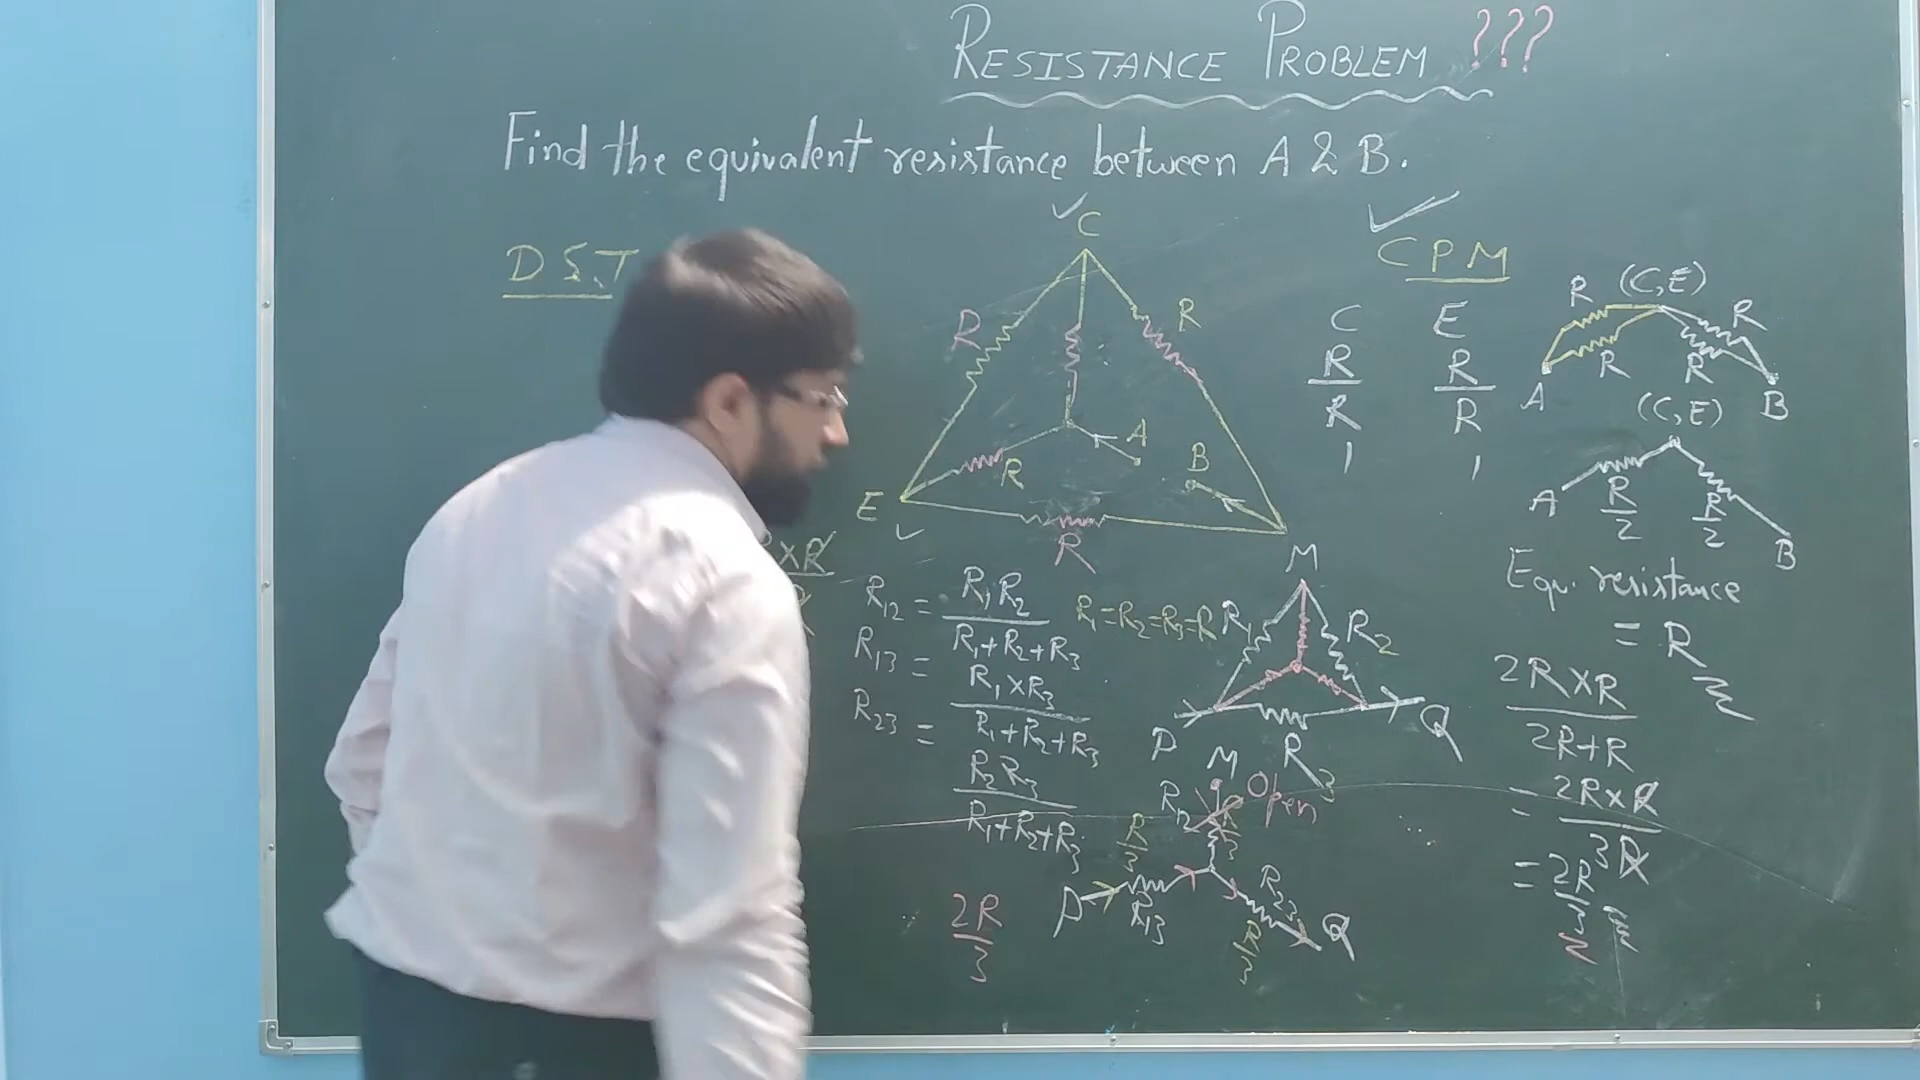 RESISTANCE PROBLEM ???
Find the equivalent resistance between A & B.
DST
C
R
R
A
B
R
E
R
CPM
C E
R R
R R
1 1
R (C,E) R
A R R B
(C,E)
A R/2 R/2 B
Equ. resistance
= R
2R×R
2R+R
= 2R×R
3R
= 2R
3
×R
R12 = R1R2
R1+R2+R3
R13 = R1×R3
R1+R2+R3
R23 = R2R3
R1+R2+R3
R1=R2=R3=R
M
R1 R2
P R3 Q
M
Open
R12 R/3
R/3
P R13
R23
R/3 Q
2R
3